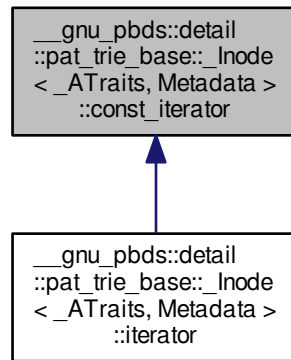 __gnu_pbds::detail
::pat_trie_base::_Inode
< _ATraits, Metadata >
::const_iterator
__gnu_pbds::detail
::pat_trie_base::_Inode
< _ATraits, Metadata >
::iterator